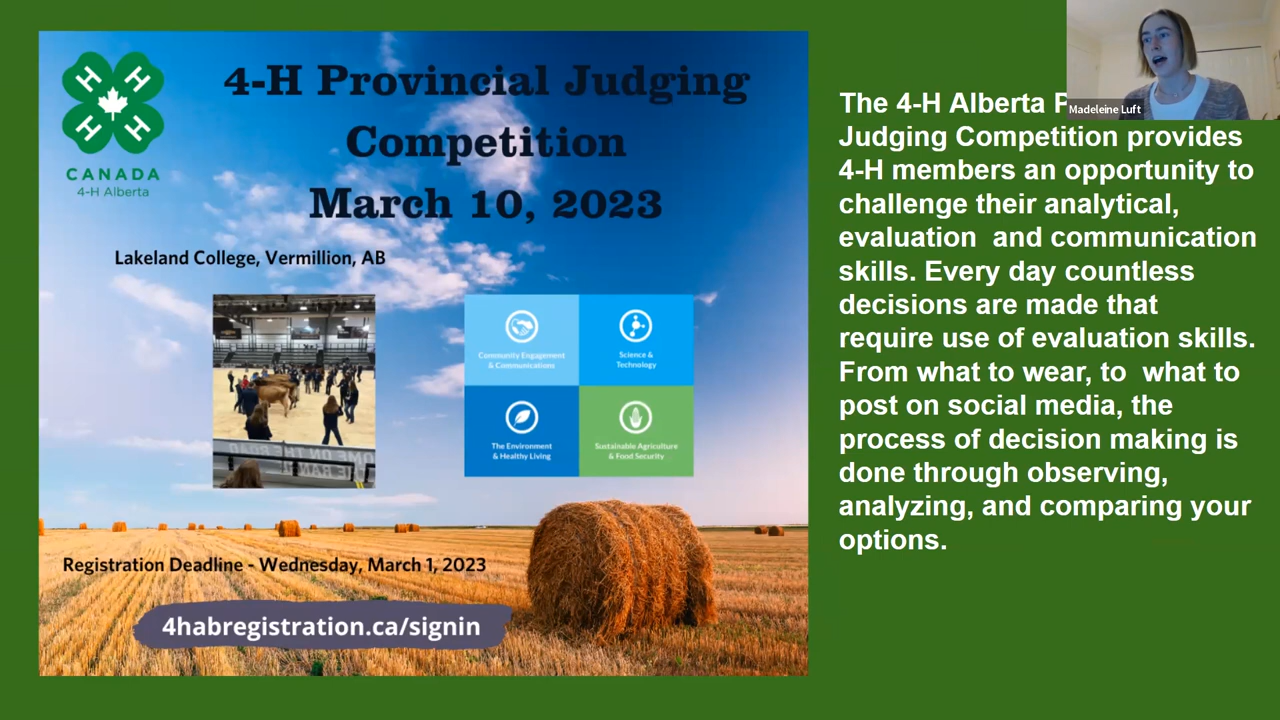 H H
H H
CANADA
4-H Alberta
4-H Provincial Judging
Competition
March 10, 2023
Lakeland College, Vermillion, AB
Community Engagement
& Communications
Science &
Technology
The Environment
& Healthy Living
Sustainable Agriculture
& Food Security
Registration Deadline - Wednesday, March 1, 2023
4habregistration.ca/signin
Madeleine Luft
The 4-H Alberta P
Judging Competition provides
4-H members an opportunity to
challenge their analytical,
evaluation and communication
skills. Every day countless
decisions are made that
require use of evaluation skills.
From what to wear, to what to
post on social media, the
process of decision making is
done through observing,
analyzing, and comparing your
options.